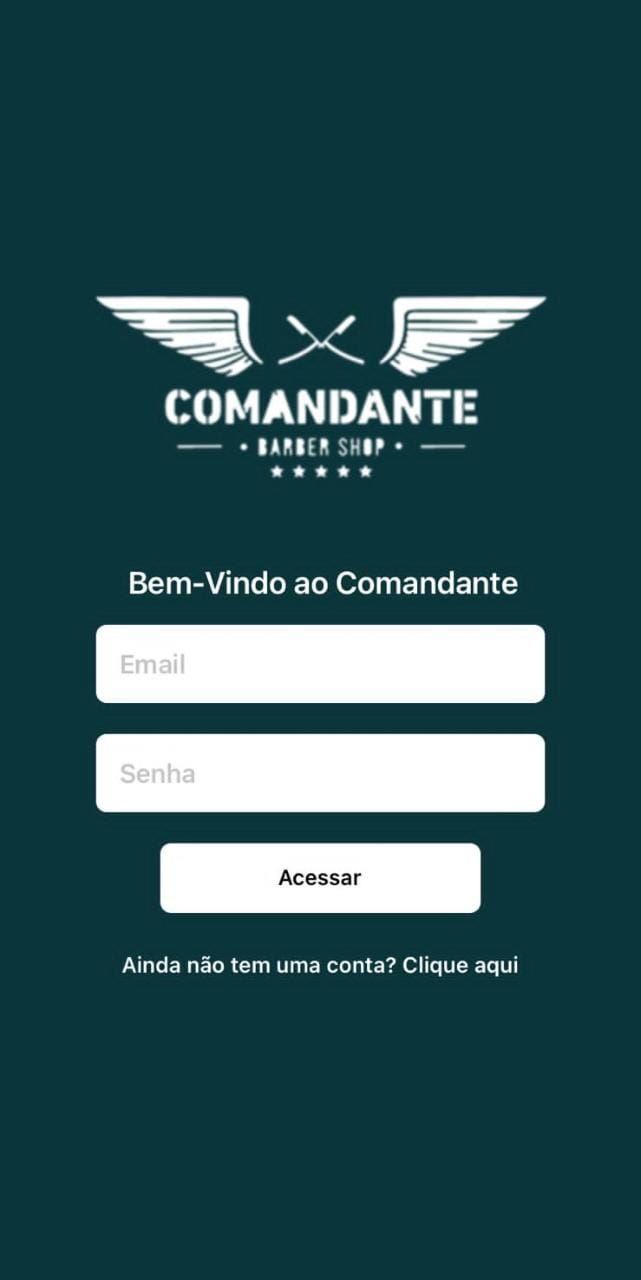 COMANDANTE
• BARBER SHOP •
Bem-Vindo ao Comandante
Email
Senha
Acessar
Ainda não tem uma conta? Clique aqui